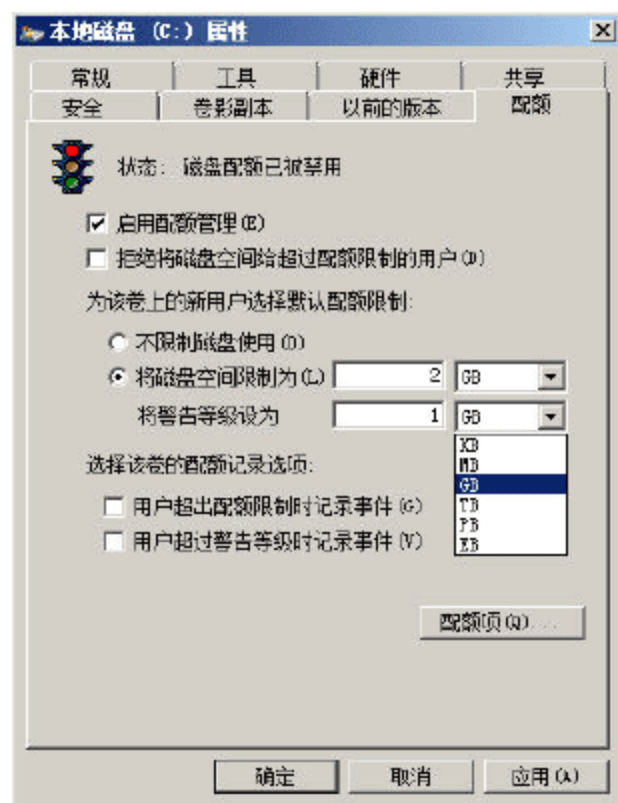 本地磁盘 (C:) 属性
常规 工具 硬件 共享
安全 卷影副本 以前的版本 配额
状态: 磁盘配额已被禁用
启用配额管理(E)
拒绝将磁盘空间给超过配额限制的用户(D)
为该卷上的新用户选择默认配额限制:
不限制磁盘使用(O)
将磁盘空间限制为(L) 2 GB
将警告等级设为 1 GB
KB
MB
GB
TB
PB
EB
选择该卷的配额记录选项:
用户超出配额限制时记录事件(G)
用户超过警告等级时记录事件(V)
配额项(Q)...
确定 取消 应用(A)